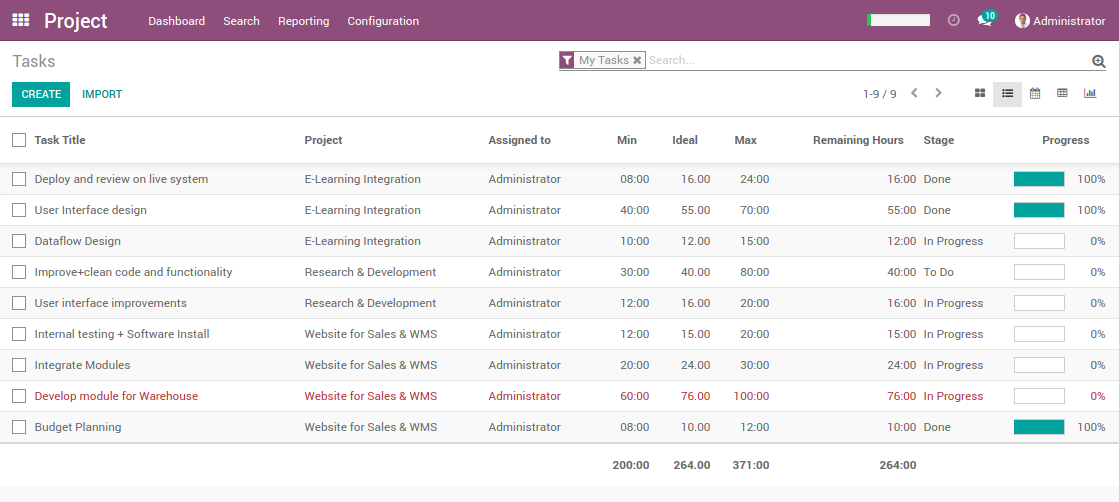 Project Dashboard Search Reporting Configuration 10 Administrator
Tasks My Tasks Search...
CREATE IMPORT 1-9 / 9
Task Title Project Assigned to Min Ideal Max Remaining Hours Stage Progress
Deploy and review on live system E-Learning Integration Administrator 08:00 16.00 24:00 16:00 Done 100%
User Interface design E-Learning Integration Administrator 40:00 55.00 70:00 55:00 Done 100%
Dataflow Design E-Learning Integration Administrator 10:00 12.00 15:00 12:00 In Progress 0%
Improve+clean code and functionality Research & Development Administrator 30:00 40.00 80:00 40:00 To Do 0%
User interface improvements Research & Development Administrator 12:00 16.00 20:00 16:00 In Progress 0%
Internal testing + Software Install Website for Sales & WMS Administrator 12:00 15.00 20:00 15:00 In Progress 0%
Integrate Modules Website for Sales & WMS Administrator 20:00 24.00 30:00 24:00 In Progress 0%
Develop module for Warehouse Website for Sales & WMS Administrator 60:00 76.00 100:00 76:00 In Progress 0%
Budget Planning Website for Sales & WMS Administrator 08:00 10.00 12:00 10:00 Done 100%
200:00 264.00 371:00 264:00